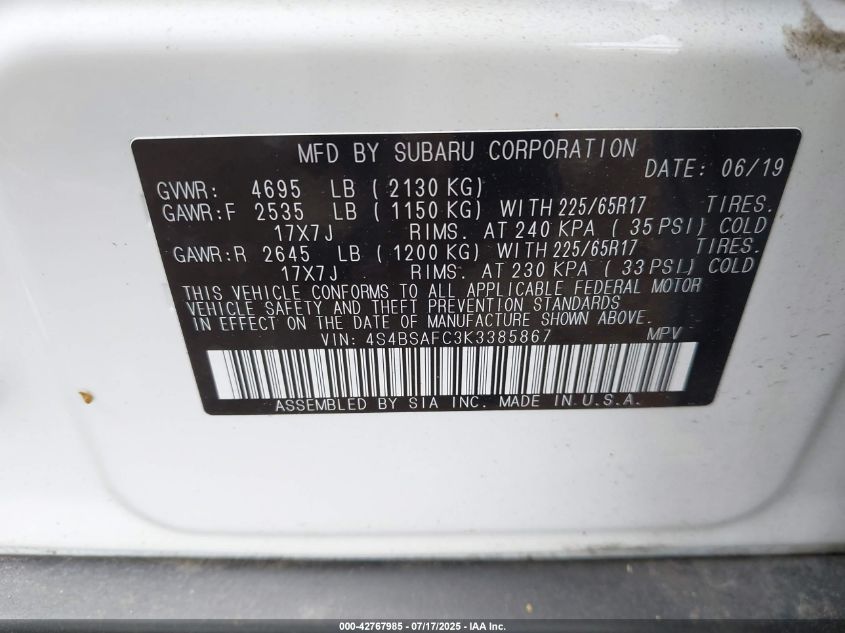 MFD BY SUBARU CORPORATION DATE: 06/19
GVWR: 4695 LB ( 2130 KG)
GAWR:F 2535 LB ( 1150 KG) WITH 225/65R17 TIRES.
17X7J RIMS. AT 240 KPA ( 35 PSI) COLD
GAWR:R 2645 LB ( 1200 KG) WITH 225/65R17 TIRES.
17X7J RIMS. AT 230 KPA ( 33 PSI) COLD
THIS VEHICLE CONFORMS TO ALL APPLICABLE FEDERAL MOTOR
VEHICLE SAFETY AND THEFT PREVENTION STANDARDS
IN EFFECT ON THE DATE OF MANUFACTURE SHOWN ABOVE.
VIN: 4S4BSAFC3K3385867 MPV
ASSEMBLED BY SIA INC. MADE IN U.S.A.
000-42767985 - 07/17/2025 - IAA Inc.